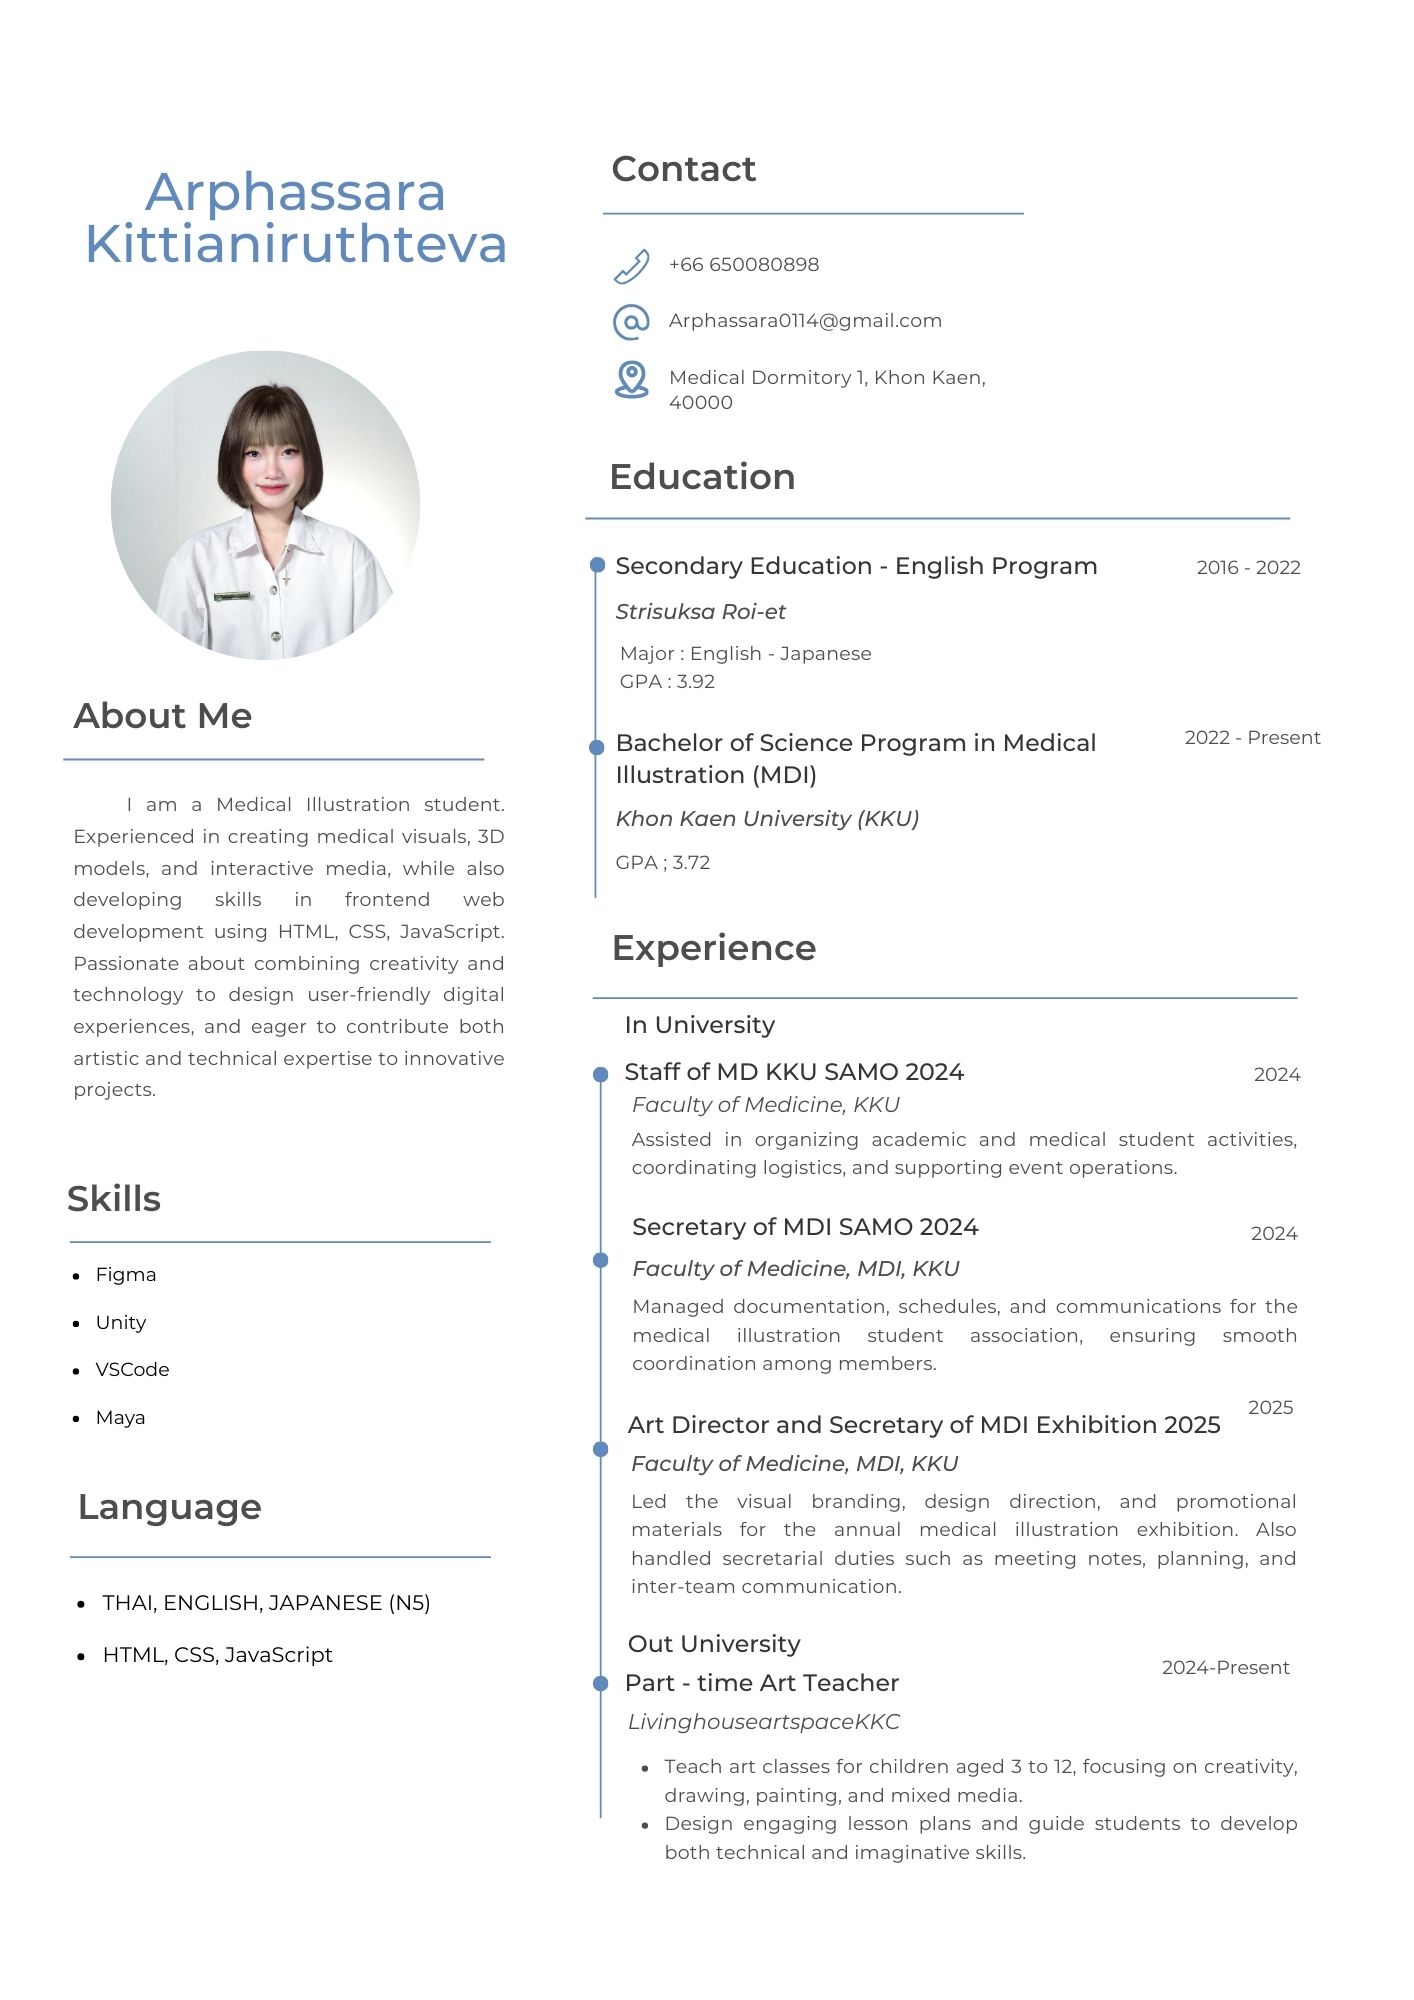 Arphassara
Kittianiruthteva
About Me
I am a Medical Illustration student.
Experienced in creating medical visuals, 3D
models, and interactive media, while also
developing skills in frontend web
development using HTML, CSS, JavaScript.
Passionate about combining creativity and
technology to design user-friendly digital
experiences, and eager to contribute both
artistic and technical expertise to innovative
projects.
Skills
Figma
Unity
VSCode
Maya
Language
THAI, ENGLISH, JAPANESE (N5)
HTML, CSS, JavaScript
Contact
+66 650080898
Arphassara0114@gmail.com
Medical Dormitory 1, Khon Kaen,
40000
Education
Secondary Education - English Program 2016 - 2022
Strisuksa Roi-et
Major : English - Japanese
GPA : 3.92
Bachelor of Science Program in Medical 2022 - Present
Illustration (MDI)
Khon Kaen University (KKU)
GPA ; 3.72
Experience
In University
Staff of MD KKU SAMO 2024 2024
Faculty of Medicine, KKU
Assisted in organizing academic and medical student activities,
coordinating logistics, and supporting event operations.
Secretary of MDI SAMO 2024 2024
Faculty of Medicine, MDI, KKU
Managed documentation, schedules, and communications for the
medical illustration student association, ensuring smooth
coordination among members.
Art Director and Secretary of MDI Exhibition 2025 2025
Faculty of Medicine, MDI, KKU
Led the visual branding, design direction, and promotional
materials for the annual medical illustration exhibition. Also
handled secretarial duties such as meeting notes, planning, and
inter-team communication.
Out University
Part - time Art Teacher 2024-Present
LivinghouseartspaceKKC
Teach art classes for children aged 3 to 12, focusing on creativity,
drawing, painting, and mixed media.
Design engaging lesson plans and guide students to develop
both technical and imaginative skills.